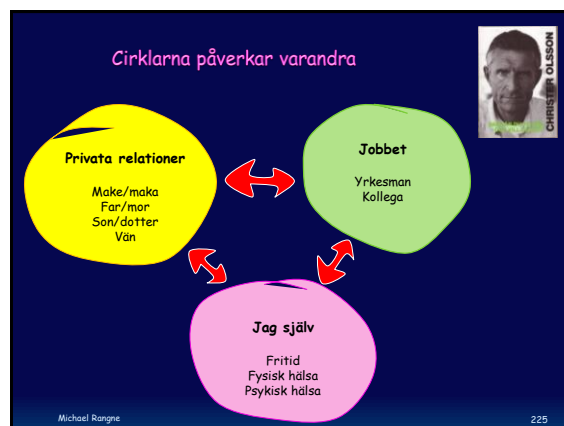 Cirklarna påverkar varandra
CHRISTER OLSSON
Privata relationer
Make/maka
Far/mor
Son/dotter
Vän
Jobbet
Yrkesman
Kollega
Jag själv
Fritid
Fysisk hälsa
Psykisk hälsa
Michael Rangne
225